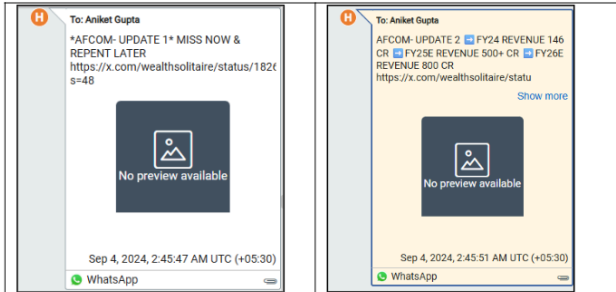 H
To: Aniket Gupta
*AFCOM- UPDATE 1* MISS NOW &
REPENT LATER
https://x.com/wealthsolitaire/status/182
s=48
No preview available
Sep 4, 2024, 2:45:47 AM UTC (+05:30)
WhatsApp
H
To: Aniket Gupta
AFCOM- UPDATE 2 ➡️ FY24 REVENUE 146
CR ➡️ FY25E REVENUE 500+ CR ➡️ FY26E
REVENUE 800 CR
https://x.com/wealthsolitaire/statu
Show more
No preview available
Sep 4, 2024, 2:45:51 AM UTC (+05:30)
WhatsApp